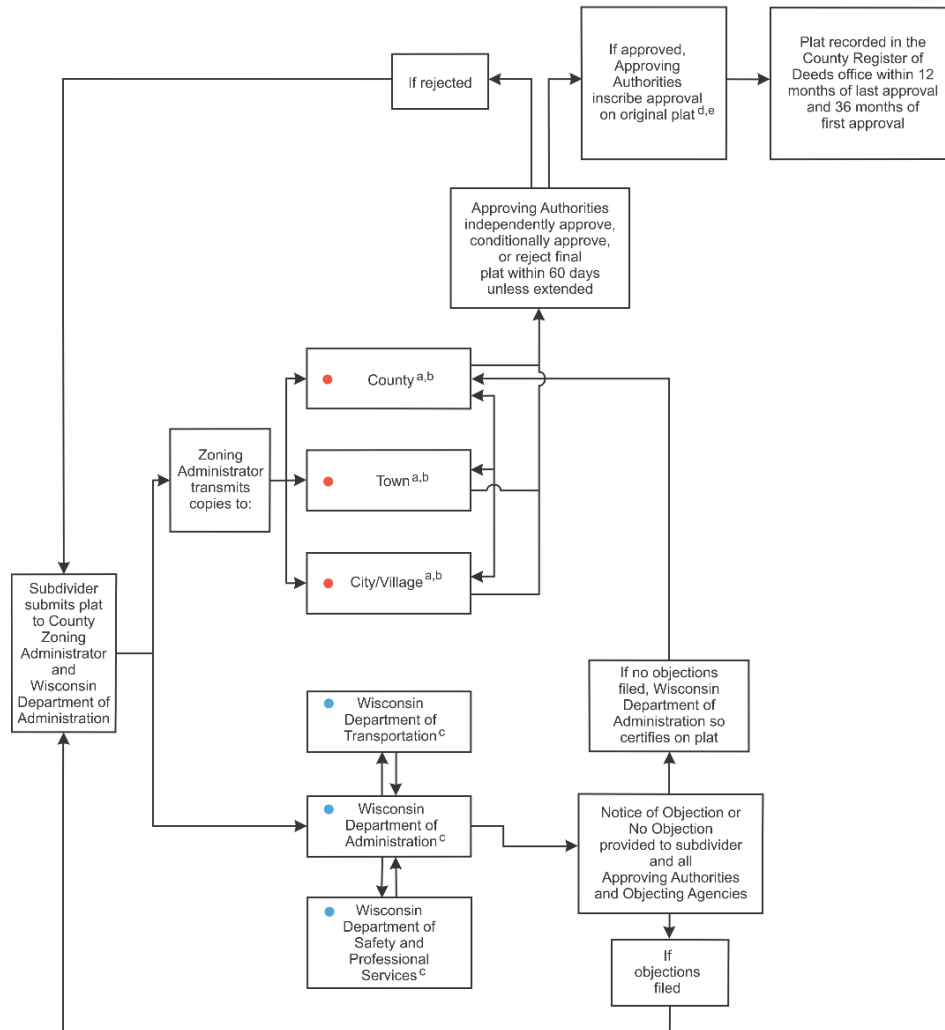 If rejected
If approved,
Approving
Authorities
inscribe approval
on original plat d,e
Plat recorded in the
County Register of
Deeds office within 12
months of last approval
and 36 months of
first approval
Approving Authorities
independently approve,
conditionally approve,
or reject final
plat within 60 days
unless extended
County a,b
Zoning
Administrator
transmits
copies to:
Town a,b
City/Village a,b
Subdivider
submits plat
to County
Zoning
Administrator
and
Wisconsin
Department of
Administration
If no objections
filed, Wisconsin
Department of
Administration so
certifies on plat
Wisconsin
Department of
Transportation c
Wisconsin
Department of
Administration c
Notice of Objection or
No Objection
provided to subdivider
and all
Approving Authorities
and Objecting Agencies
Wisconsin
Department of
Safety and
Professional
Services c
If
objections
filed